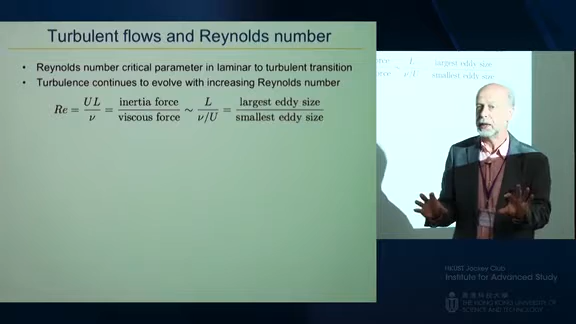 Turbulent flows and Reynolds number
• Reynolds number critical parameter in laminar to turbulent transition
• Turbulence continues to evolve with increasing Reynolds number
Re = UL/ν = inertia force/viscous force ∼ L/(ν/U) = largest eddy size/smallest eddy size
force ∼ L largest eddy size
force ν/U smallest eddy size
HKUST Jockey Club
Institute for Advanced Study
香港科技大學
THE HONG KONG UNIVERSITY OF
SCIENCE AND TECHNOLOGY